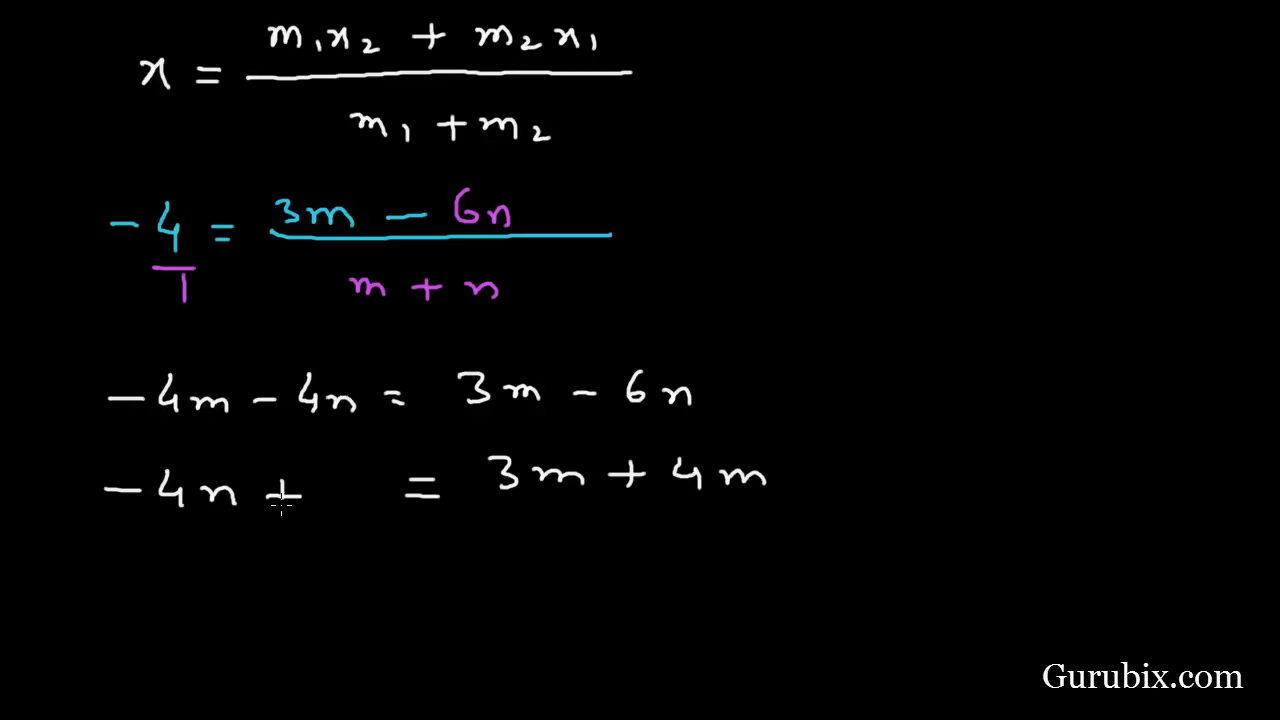 x = m₁x₂ + m₂x₁ / m₁ + m₂
-4/1 = 3m - 6n / m + n
-4m - 4n = 3m - 6n
-4n + = 3m + 4m
Gurubix.com